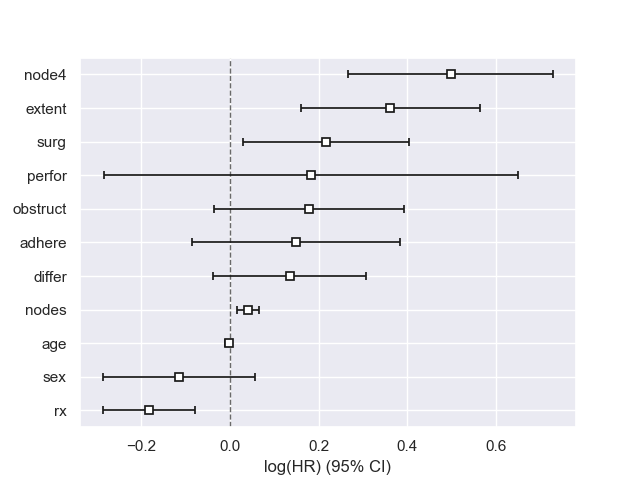 node4
extent
surg
perfor
obstruct
adhere
differ
nodes
age
sex
rx
−0.2 0.0 0.2 0.4 0.6
log(HR) (95% CI)